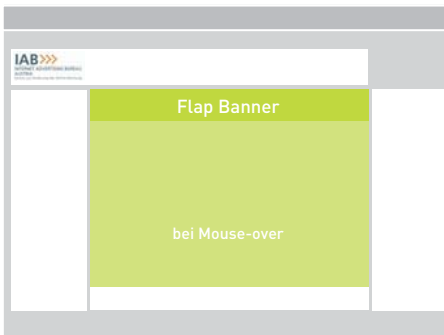 IAB>>>
INTERNET ADVERTISING BUREAU
AUSTRIA
Flap Banner
bei Mouse-over